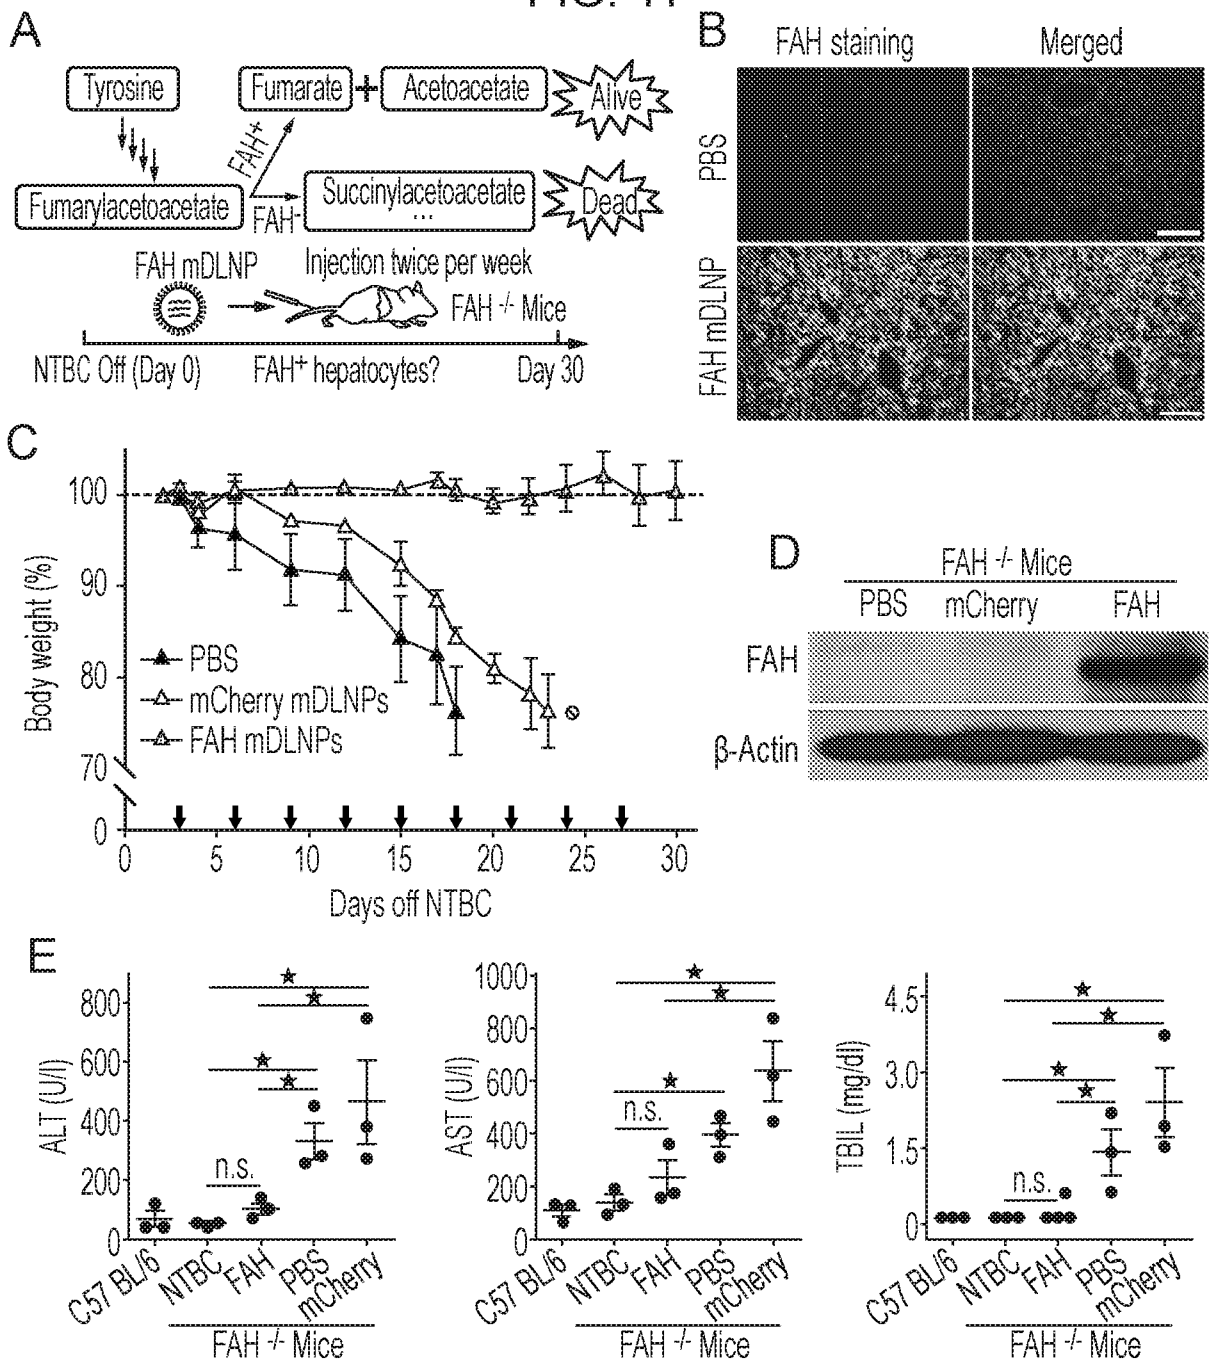 A
Tyrosine
Fumarate + Acetoacetate
Alive
FAH+
Fumarylacetoacetate
FAH-
Succinylacetoacetate
...
Dead
FAH mDLNP
Injection twice per week
FAH -/- Mice
NTBC Off (Day 0)
FAH+ hepatocytes?
Day 30
B
FAH staining
Merged
PBS
FAH mDLNP
C
Body weight (%)
100
90
80
70
0
PBS
mCherry mDLNPs
FAH mDLNPs
0 5 10 15 20 25 30
Days off NTBC
D
FAH -/- Mice
PBS mCherry FAH
FAH
β-Actin
E
ALT (U/l)
800
600
400
200
0
n.s.
C57 BL/6
NTBC
FAH
PBS
mCherry
FAH -/- Mice
AST (U/l)
1000
800
600
400
200
0
n.s.
C57 BL/6
NTBC
FAH
PBS
mCherry
FAH -/- Mice
TBIL (mg/dl)
4.5
3.0
1.5
0
n.s.
C57 BL/6
NTBC
FAH
PBS
mCherry
FAH -/- Mice